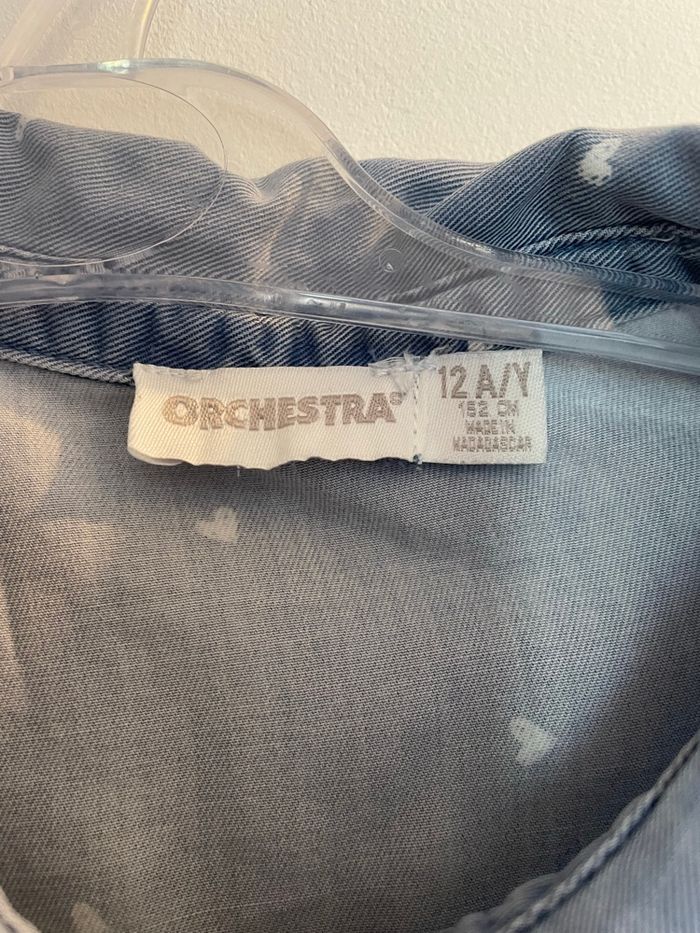 ORCHESTRA
12 A/Y
152 CM
MADE IN
MADAGASCAR